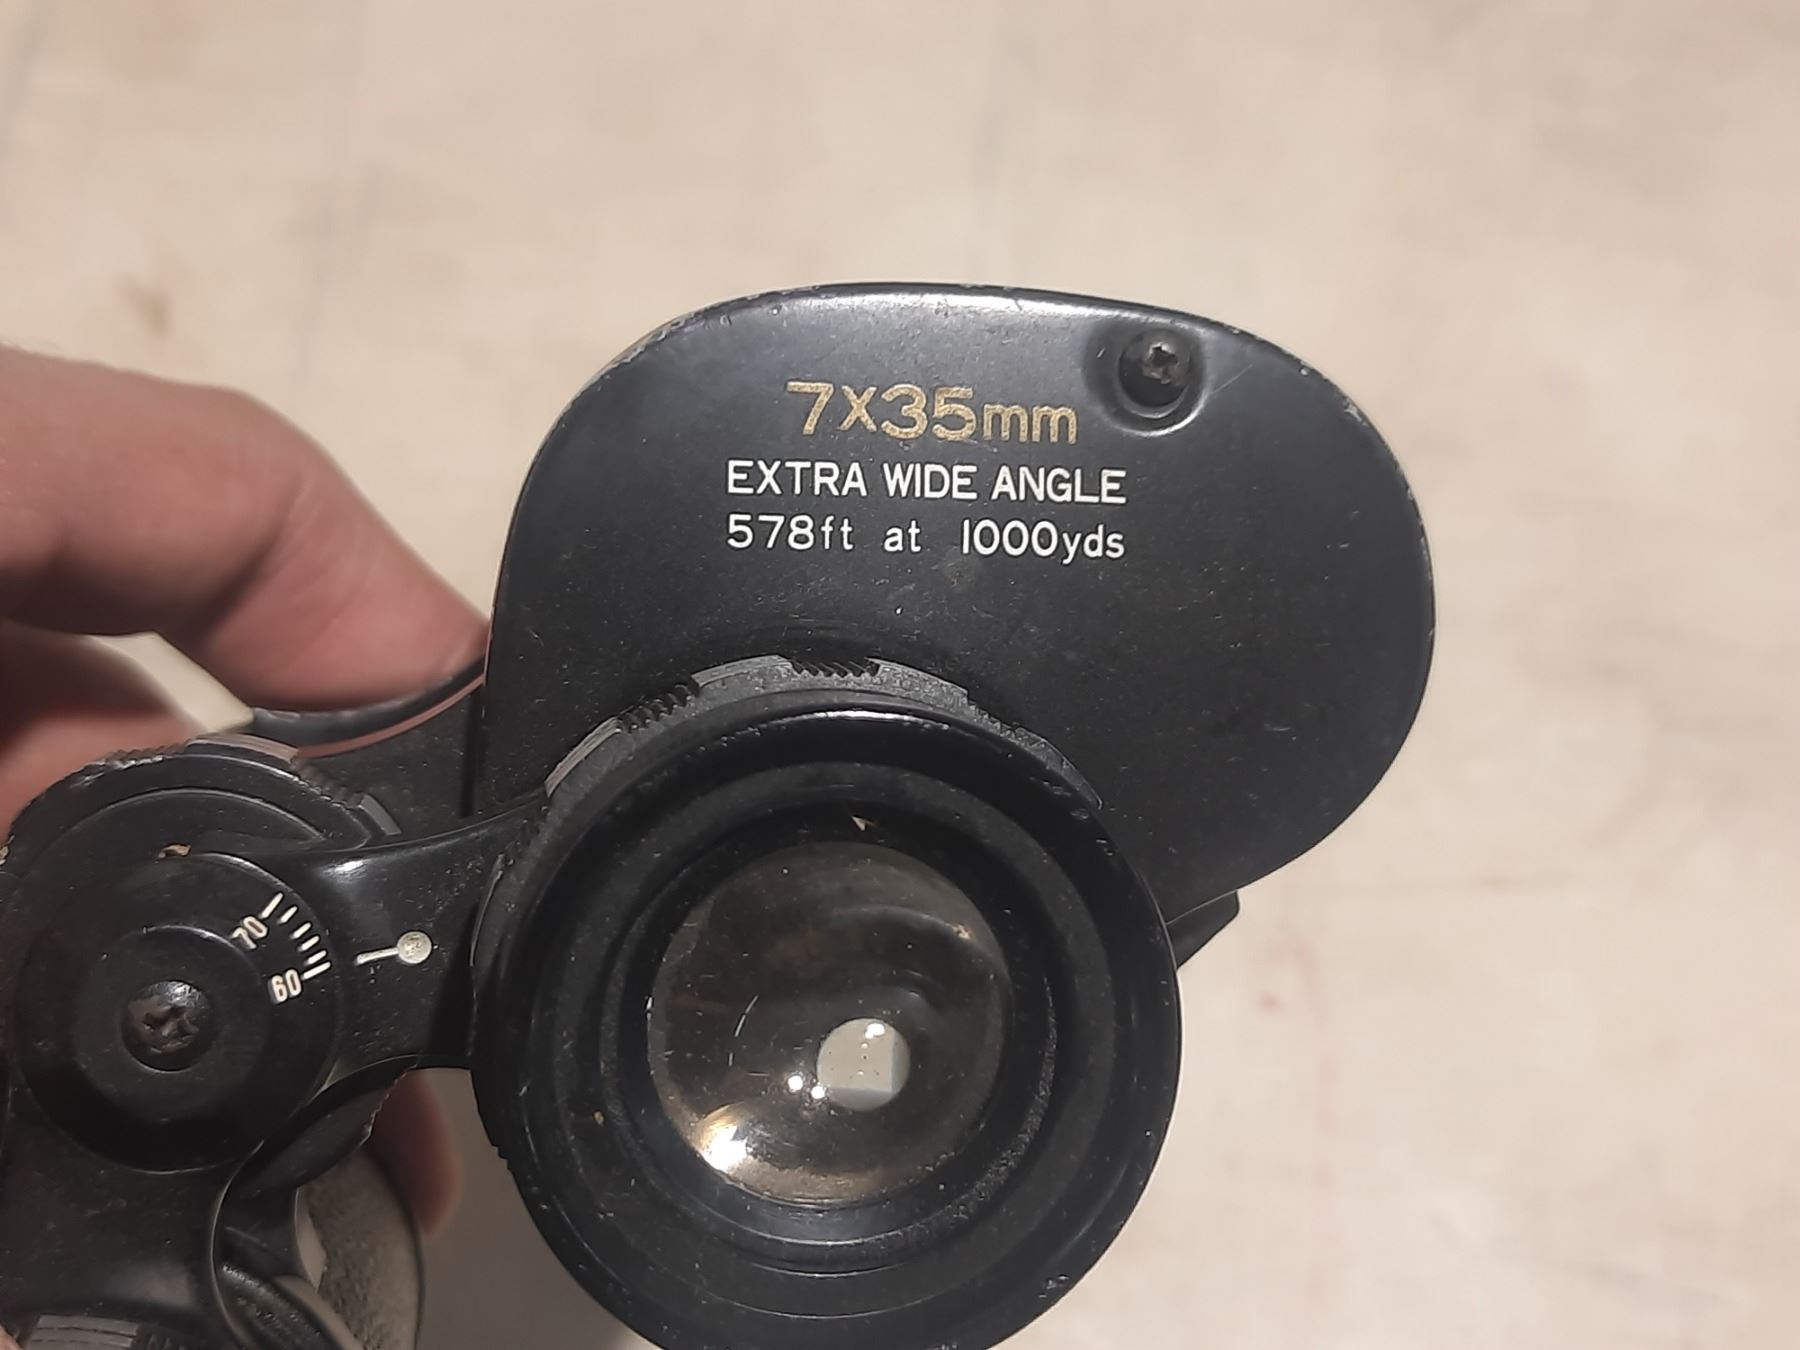 7X35mm
EXTRA WIDE ANGLE
578ft at 1000yds
70
60